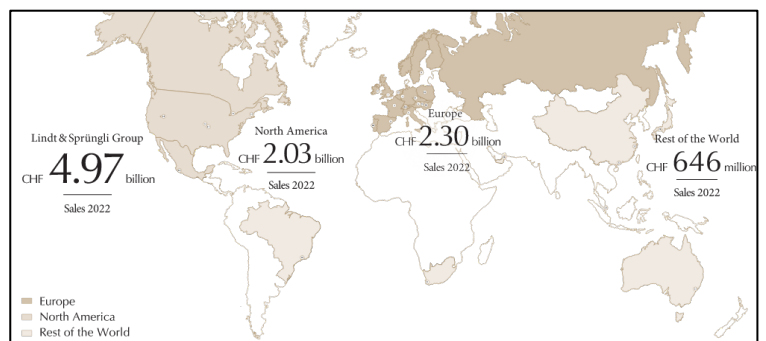 Lindt & Sprüngli Group
CHF 4.97 billion
Sales 2022
North America
CHF 2.03 billion
Sales 2022
Europe
CHF 2.30 billion
Sales 2022
Rest of the World
CHF 646 million
Sales 2022
Europe
North America
Rest of the World